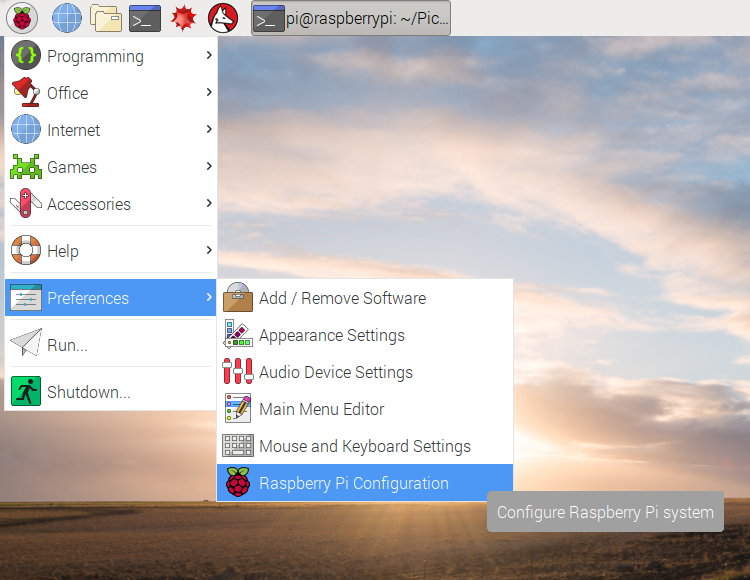 pi@raspberrypi: ~/Pic...
Programming
Office
Internet
Games
Accessories
Help
Preferences
Run...
Shutdown...
Add / Remove Software
Appearance Settings
Audio Device Settings
Main Menu Editor
Mouse and Keyboard Settings
Raspberry Pi Configuration
Configure Raspberry Pi system